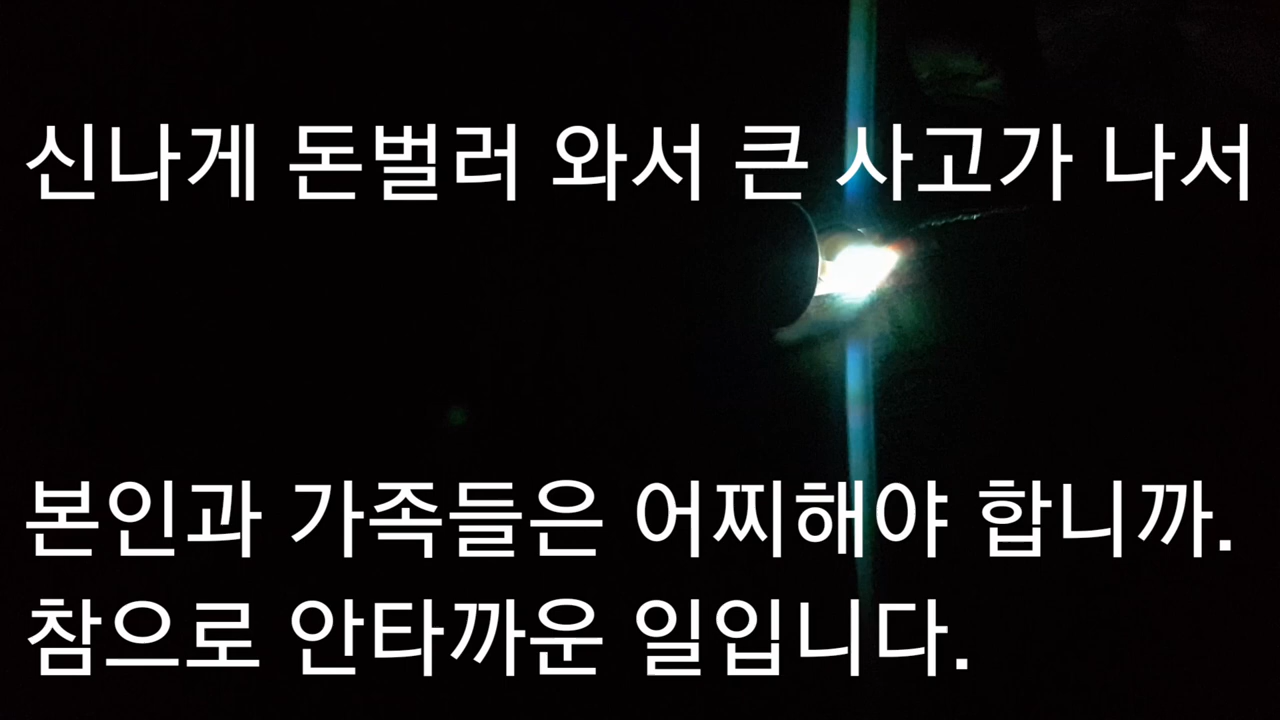 신나게 돈벌러 와서 큰 사고가 나서
본인과 가족들은 어찌해야 합니까.
참으로 안타까운 일입니다.